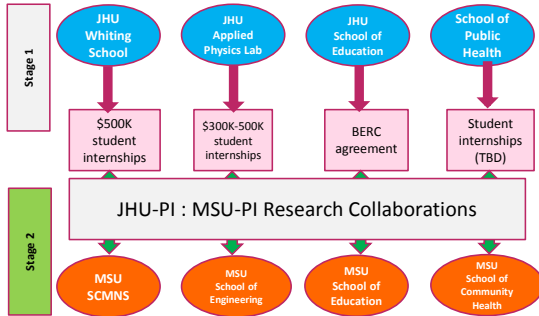 Stage 1
JHU
Whiting
School
JHU
Applied
Physics Lab
JHU
School of
Education
School of
Public
Health
$500K
student
internships
$300K-500K
student
internships
BERC
agreement
Student
internships
(TBD)
Stage 2
JHU-PI : MSU-PI Research Collaborations
MSU
SCMNS
MSU
School of
Engineering
MSU
School of
Education
MSU
School of
Community
Health